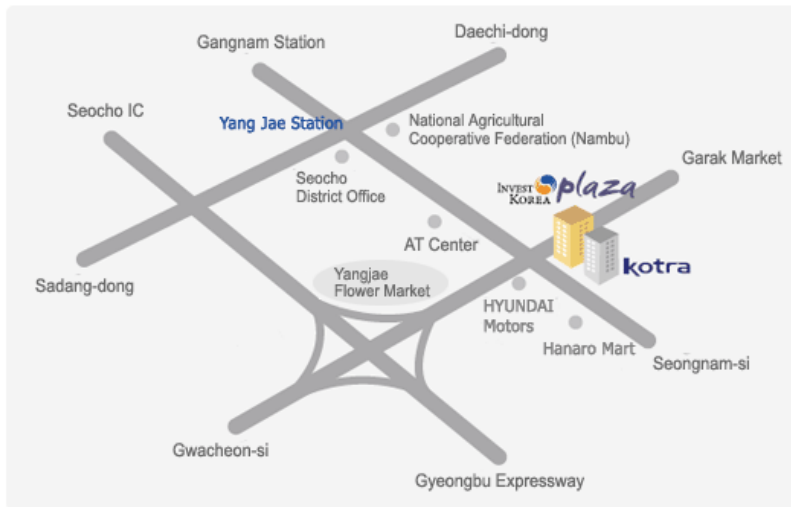 Daechi-dong
Gangnam Station
Seocho IC
Yang Jae Station
National Agricultural
Cooperative Federation (Nambu)
Garak Market
Seocho
District Office
INVEST
KOREA
plaza
AT Center
Sadang-dong
Yangjae
Flower Market
kotra
HYUNDAI
Motors
Hanaro Mart
Seongnam-si
Gwacheon-si
Gyeongbu Expressway